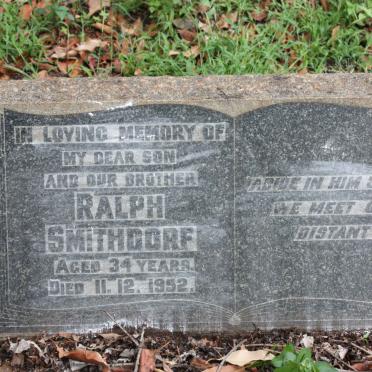 IN LOVING MEMORY OF
MY DEAR SON
AND OUR BROTHER
RALPH
SMITHDORF
AGED 34 YEARS.
DIED 11. 12. 1952.
ABIDE IN HIM
WE MEET
DISTANT